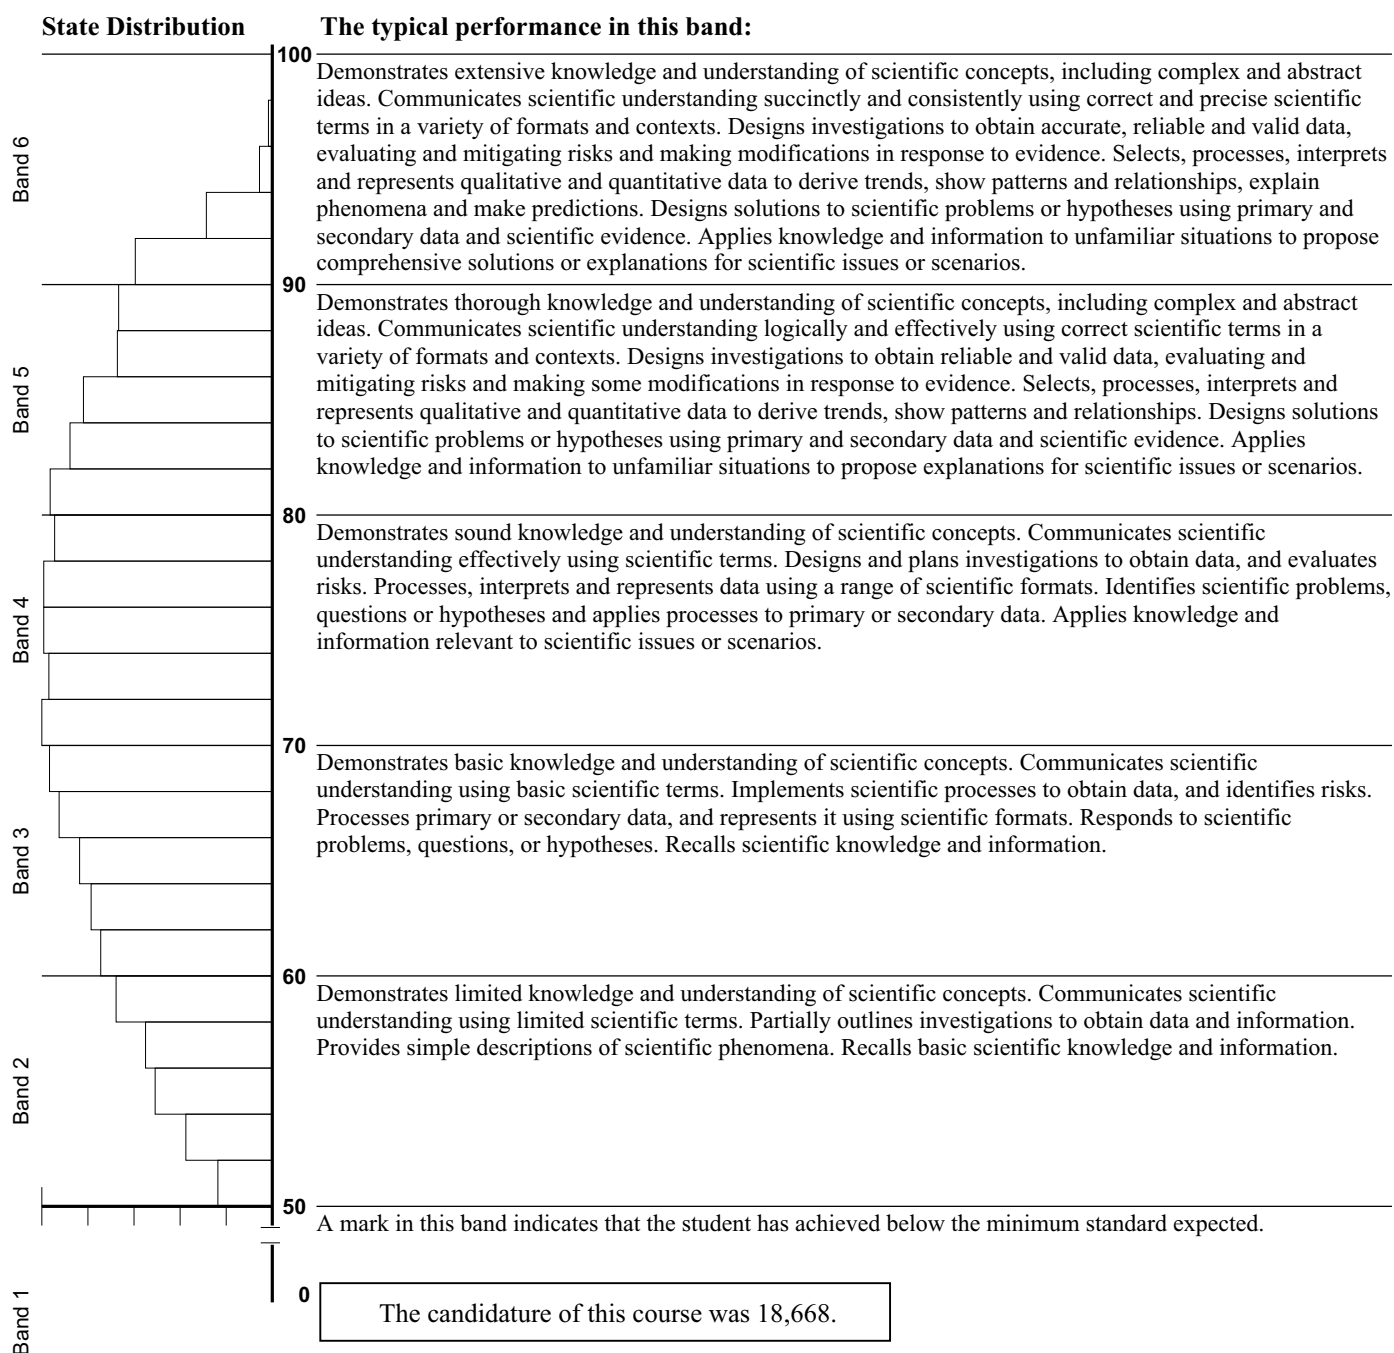 State Distribution
The typical performance in this band:
100
Demonstrates extensive knowledge and understanding of scientific concepts, including complex and abstract
ideas. Communicates scientific understanding succinctly and consistently using correct and precise scientific
terms in a variety of formats and contexts. Designs investigations to obtain accurate, reliable and valid data,
evaluating and mitigating risks and making modifications in response to evidence. Selects, processes, interprets
and represents qualitative and quantitative data to derive trends, show patterns and relationships, explain
phenomena and make predictions. Designs solutions to scientific problems or hypotheses using primary and
secondary data and scientific evidence. Applies knowledge and information to unfamiliar situations to propose
comprehensive solutions or explanations for scientific issues or scenarios.
Band 6
90
Demonstrates thorough knowledge and understanding of scientific concepts, including complex and abstract
ideas. Communicates scientific understanding logically and effectively using correct scientific terms in a
variety of formats and contexts. Designs investigations to obtain reliable and valid data, evaluating and
mitigating risks and making some modifications in response to evidence. Selects, processes, interprets and
represents qualitative and quantitative data to derive trends, show patterns and relationships. Designs solutions
to scientific problems or hypotheses using primary and secondary data and scientific evidence. Applies
knowledge and information to unfamiliar situations to propose explanations for scientific issues or scenarios.
Band 5
80
Demonstrates sound knowledge and understanding of scientific concepts. Communicates scientific
understanding effectively using scientific terms. Designs and plans investigations to obtain data, and evaluates
risks. Processes, interprets and represents data using a range of scientific formats. Identifies scientific problems,
questions or hypotheses and applies processes to primary or secondary data. Applies knowledge and
information relevant to scientific issues or scenarios.
Band 4
70
Demonstrates basic knowledge and understanding of scientific concepts. Communicates scientific
understanding using basic scientific terms. Implements scientific processes to obtain data, and identifies risks.
Processes primary or secondary data, and represents it using scientific formats. Responds to scientific
problems, questions, or hypotheses. Recalls scientific knowledge and information.
Band 3
60
Demonstrates limited knowledge and understanding of scientific concepts. Communicates scientific
understanding using limited scientific terms. Partially outlines investigations to obtain data and information.
Provides simple descriptions of scientific phenomena. Recalls basic scientific knowledge and information.
Band 2
50
A mark in this band indicates that the student has achieved below the minimum standard expected.
0
Band 1
The candidature of this course was 18,668.